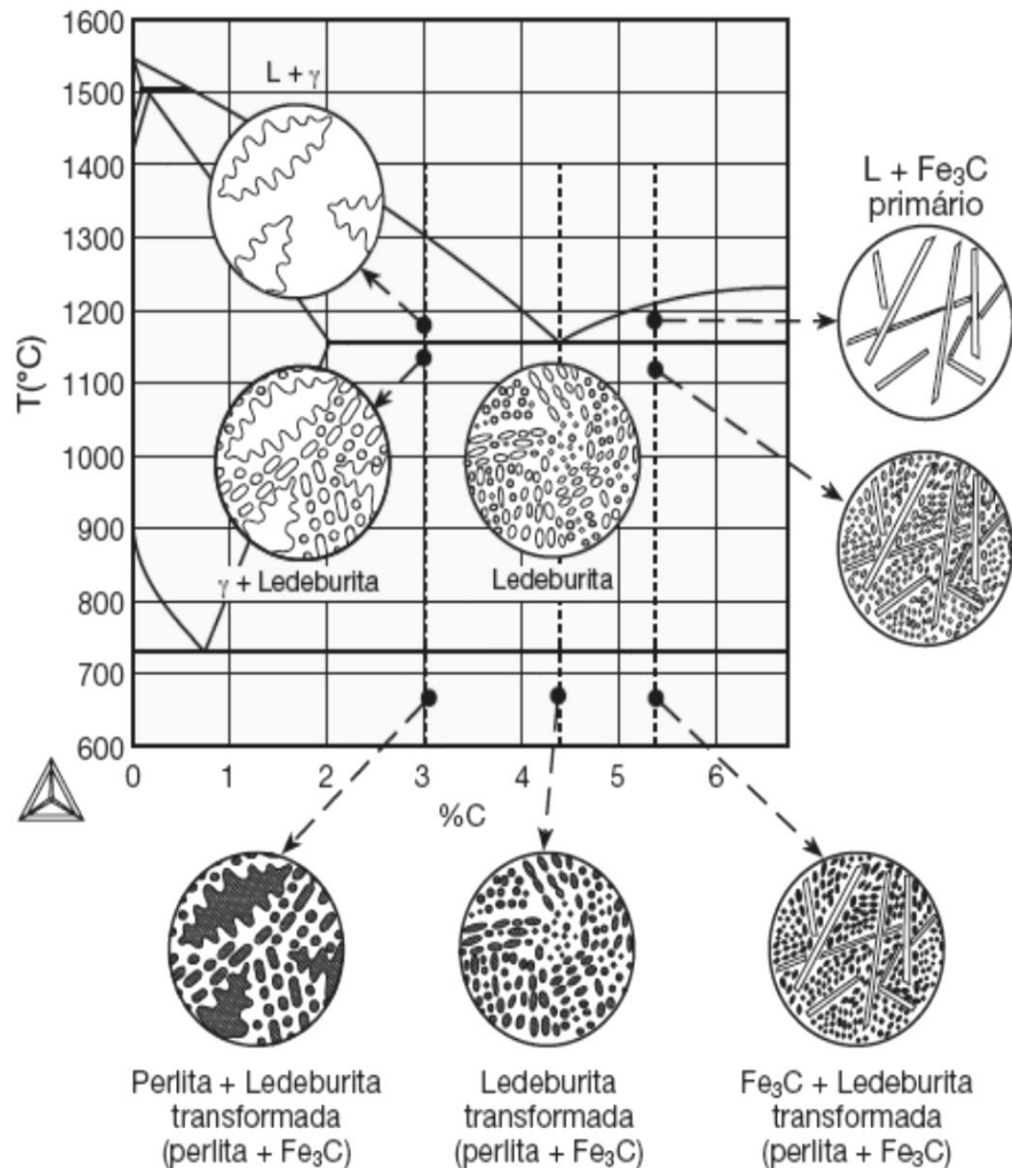 1600
1500
1400
1300
1200
1100
1000
900
800
700
600
T(°C)
L + γ
L + Fe₃C
primário
γ + Ledeburita
Ledeburita
0 1 2 3 4 5 6
%C
Perlita + Ledeburita
transformada
(perlita + Fe₃C)
Ledeburita
transformada
(perlita + Fe₃C)
Fe₃C + Ledeburita
transformada
(perlita + Fe₃C)